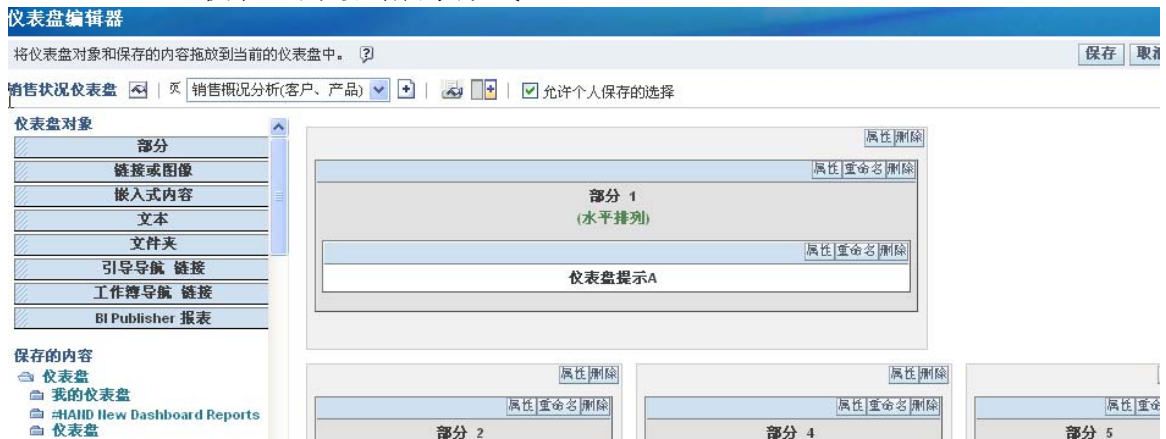 仪表盘编辑器
将仪表盘对象和保存的内容拖放到当前的仪表盘中。
保存 取消
销售状况仪表盘 页 销售概况分析(客户、产品) 允许个人保存的选择
仪表盘对象
部分
链接或图像
嵌入式内容
文本
文件夹
引导导航 链接
工作簿导航 链接
BI Publisher 报表
保存的内容
仪表盘
我的仪表盘
#HAND New Dashboard Reports
仪表盘
属性 删除
属性 重命名 删除
部分 1
(水平排列)
属性 重命名 删除
仪表盘提示A
属性 删除
属性 重命名 删除
部分 2
属性 删除
属性 重命名 删除
部分 4
属性 重命
部分 5